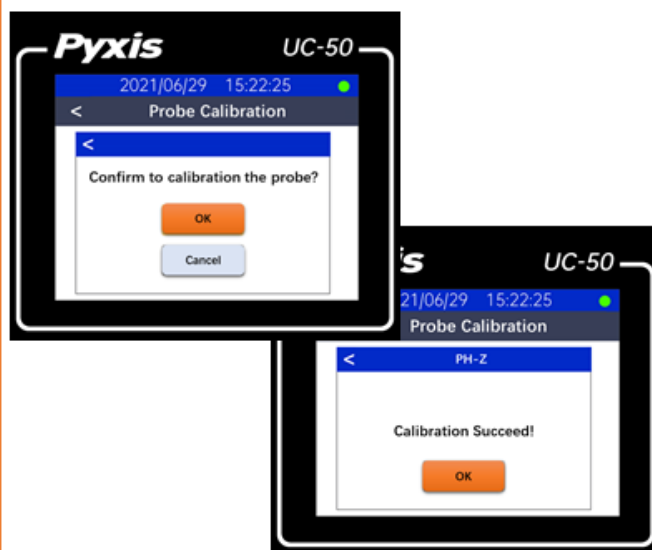 Pyxis UC-50
2021/06/29 15:22:25
< Probe Calibration
<
Confirm to calibration the probe?
OK
Cancel
is UC-50
21/06/29 15:22:25
Probe Calibration
< PH-Z
Calibration Succeed!
OK